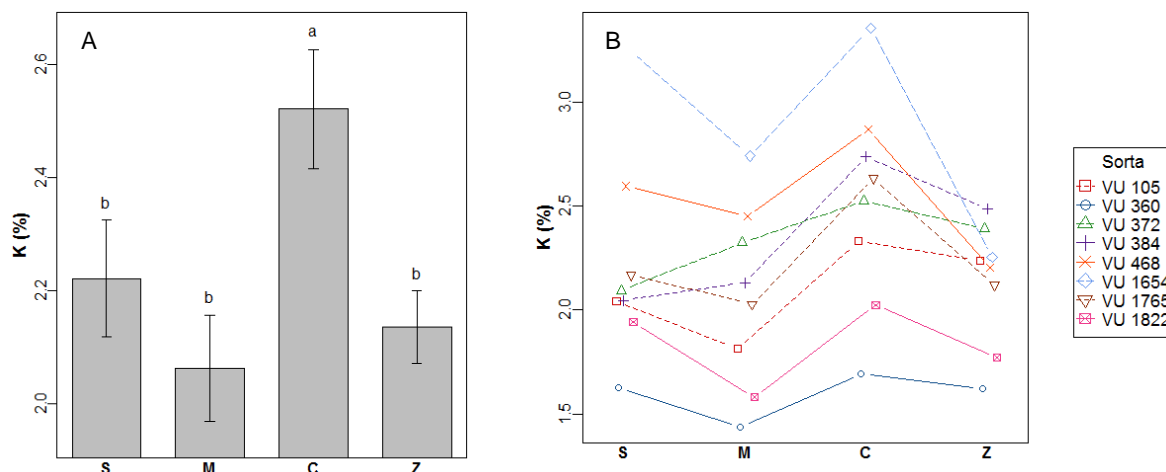 A
K (%)
2.6
2.4
2.2
2.0
b
b
a
b
S M C Z
B
K (%)
3.0
2.5
2.0
1.5
S M C Z
Sorta
VU 105
VU 360
VU 372
VU 384
VU 468
VU 1654
VU 1765
VU 1822